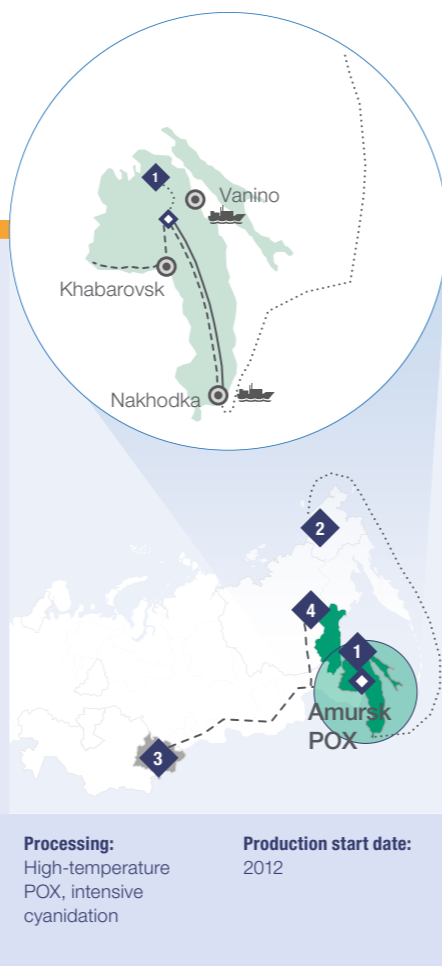 1
Vanino
Khabarovsk
Nakhodka
2
4
1
Amursk
POX
3
Processing:
High-temperature
POX, intensive
cyanidation
Production start date:
2012